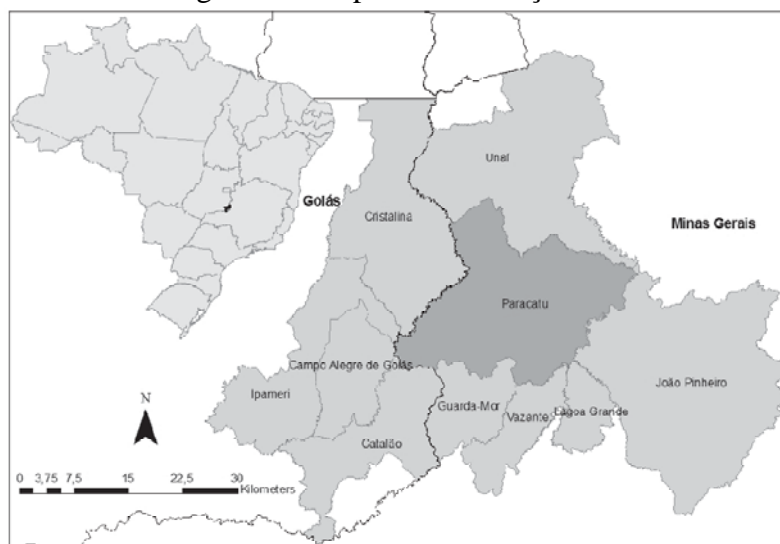 Goiás
Minas Gerais
Unaí
Cristalina
Paracatu
Campo Alegre de Goiás
Ipameri
João Pinheiro
Guarda-Mor
Vazante
Lagoa Grande
Catalão
N
0 3,75 7,5 15 22,5 30
Kilometers